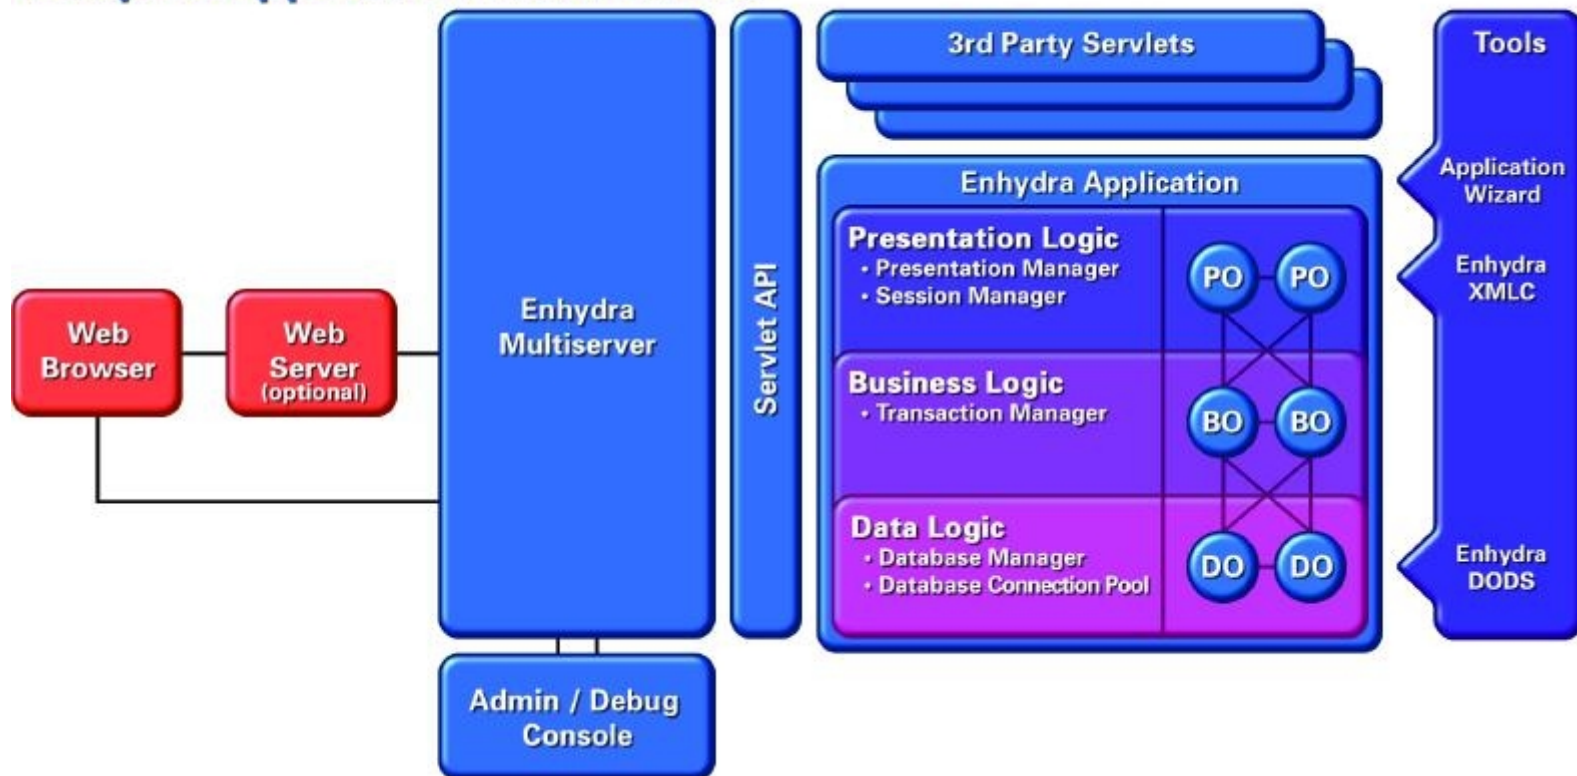 Web
Browser
Web
Server
(optional)
Enhydra
Multiserver
Admin / Debug
Console
Servlet API
3rd Party Servlets
Enhydra Application
Presentation Logic
• Presentation Manager
• Session Manager
PO PO
Business Logic
• Transaction Manager
BO BO
Data Logic
• Database Manager
• Database Connection Pool
DO DO
Tools
Application
Wizard
Enhydra
XMLC
Enhydra
DODS